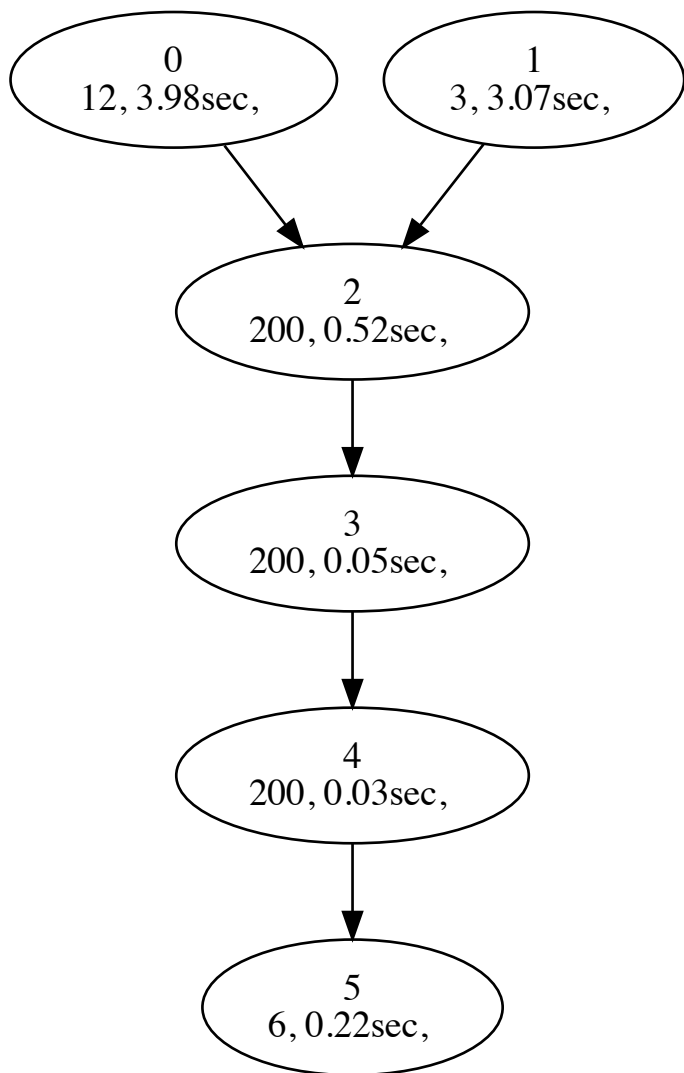 0
12, 3.98sec,
1
3, 3.07sec,
2
200, 0.52sec,
3
200, 0.05sec,
4
200, 0.03sec,
5
6, 0.22sec,